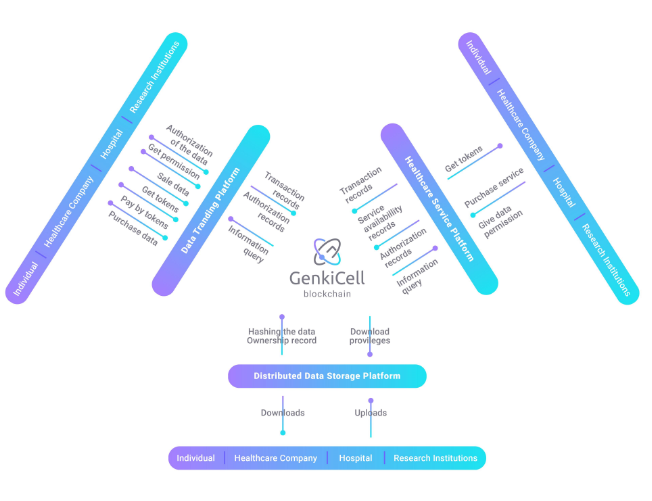 Individual
Healthcare Company
Hospital
Research Institutions
Authorization
of the data
Get permission
Sale data
Get tokens
Pay by tokens
Purchase data
Data Tranding Platform
Transaction
records
Authorization
records
Information
query
GenkiCell
blockchain
Transaction
records
Service
availability
records
Authorization
records
Information
query
Healthcare Service Platform
Get tokens
Purchase service
Give data
permission
Individual
Healthcare Company
Hospital
Research Institutions
Hashing the data
Ownership record
Download
privileges
Distributed Data Storage Platform
Downloads
Uploads
Individual
Healthcare Company
Hospital
Research Institutions